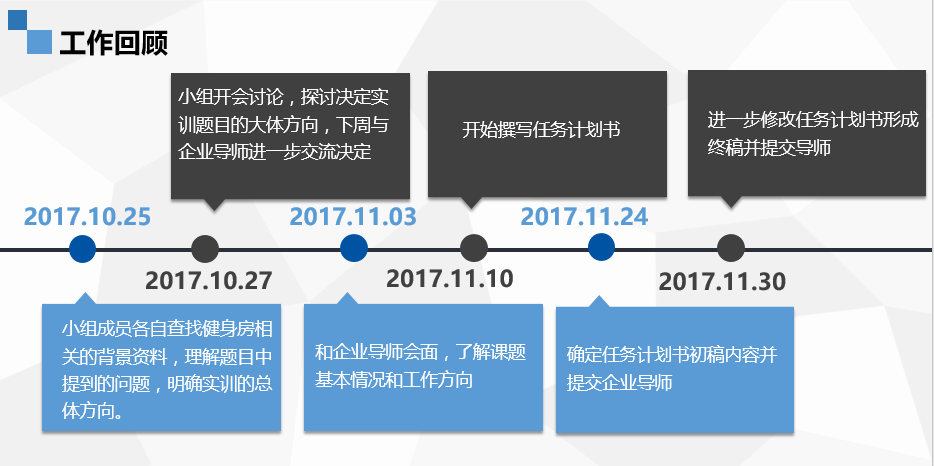 工作回顾
小组开会讨论，探讨决定实
训题目的大体方向，下周与
企业导师进一步交流决定
开始撰写任务计划书
进一步修改任务计划书形成
终稿并提交导师
2017.10.25
2017.11.03
2017.11.24
2017.10.27
2017.11.10
2017.11.30
小组成员各自查找健身房相
关的背景资料，理解题目中
提到的问题，明确实训的总
体方向。
和企业导师会面，了解课题
基本情况和工作方向
确定任务计划书初稿内容并
提交企业导师